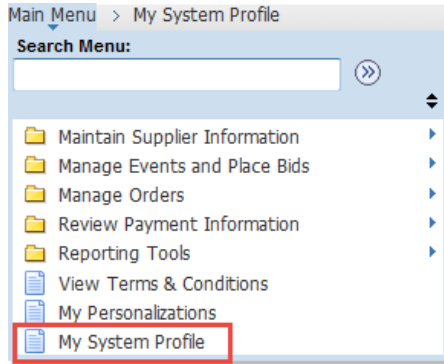 Main Menu > My System Profile
Search Menu:
Maintain Supplier Information
Manage Events and Place Bids
Manage Orders
Review Payment Information
Reporting Tools
View Terms & Conditions
My Personalizations
My System Profile